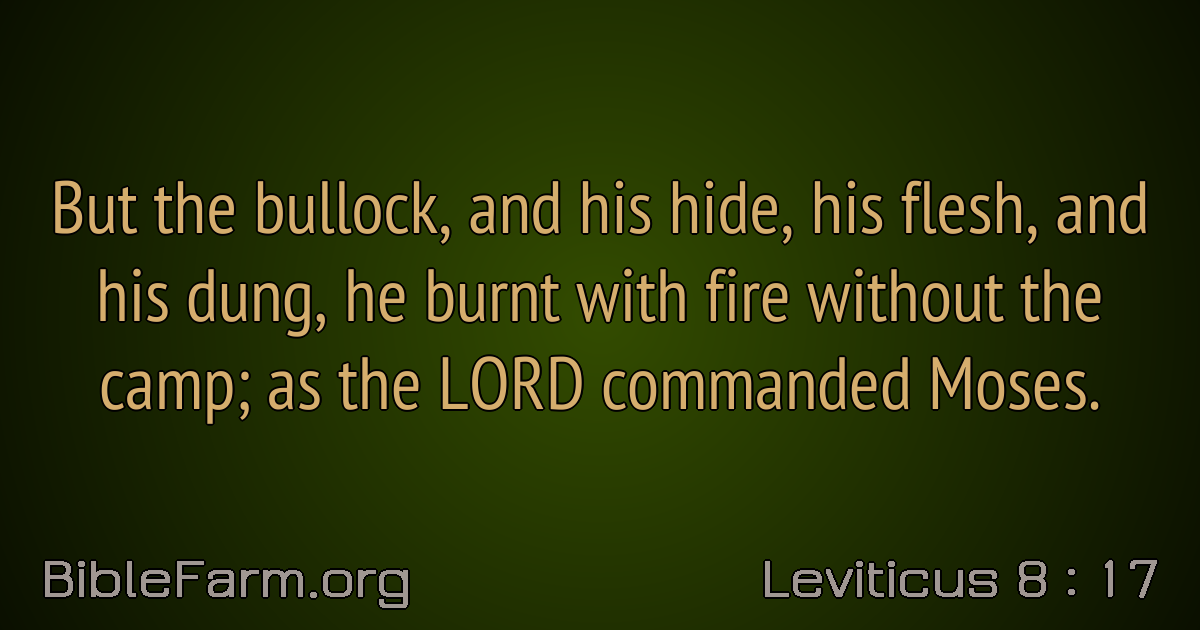 But the bullock, and his hide, his flesh, and
his dung, he burnt with fire without the
camp; as the LORD commanded Moses.
BibleFarm.org
Leviticus 8 : 17